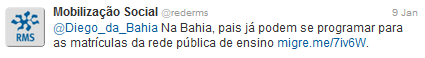 Mobilização Social @rederms 9 Jan
@Diego_da_Bahia Na Bahia, pais já podem se programar para
as matrículas da rede pública de ensino migre.me/7iv6W.
RMS